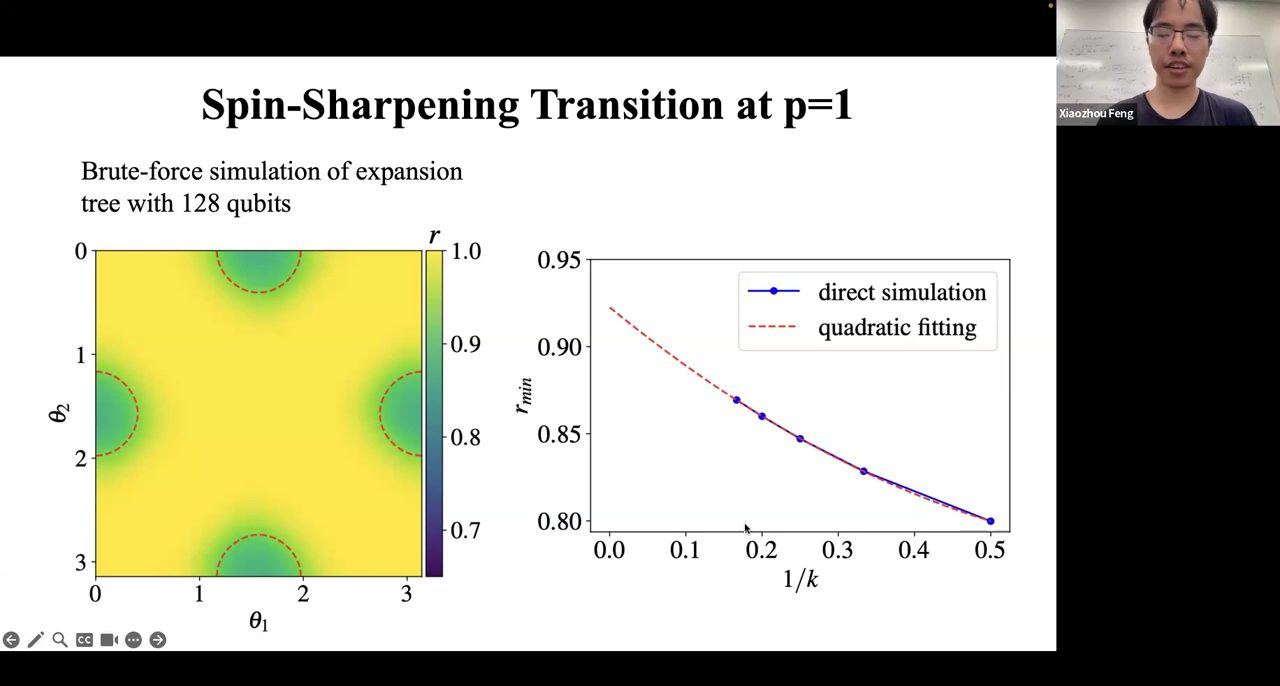 Spin-Sharpening Transition at p=1
Xiaozhou Feng
Brute-force simulation of expansion
tree with 128 qubits
r
0
1
2
3
0
1
2
3
θ2
θ1
1.0
0.9
0.8
0.7
0.95
0.90
0.85
0.80
rmin
direct simulation
quadratic fitting
0.0
0.1
0.2
0.3
0.4
0.5
1/k
CC